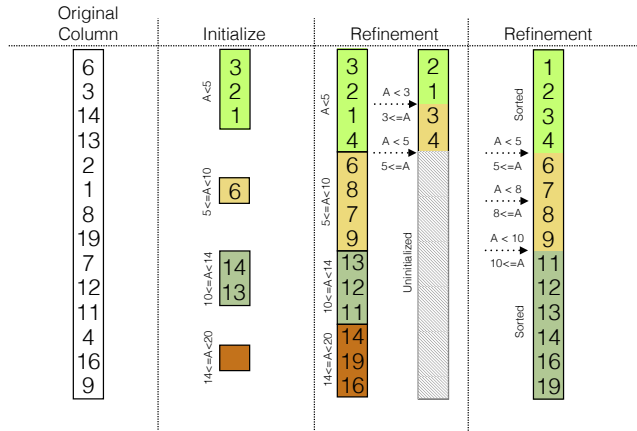 Original
Column
Initialize
Refinement
Refinement
6
3
14
13
2
1
8
19
7
12
11
4
16
9
A<5
3
2
1
5<=A<10
6
10<=A<14
14
13
14<=A<20
A<5
3
2
1
4
5<=A<10
6
8
7
9
10<=A<14
13
12
11
14<=A<20
14
19
16
A < 3
3<=A
A < 5
5<=A
2
1
3
4
Uninitialized
Sorted
A < 5
5<=A
A < 8
8<=A
A < 10
10<=A
Sorted
1
2
3
4
6
7
8
9
11
12
13
14
16
19